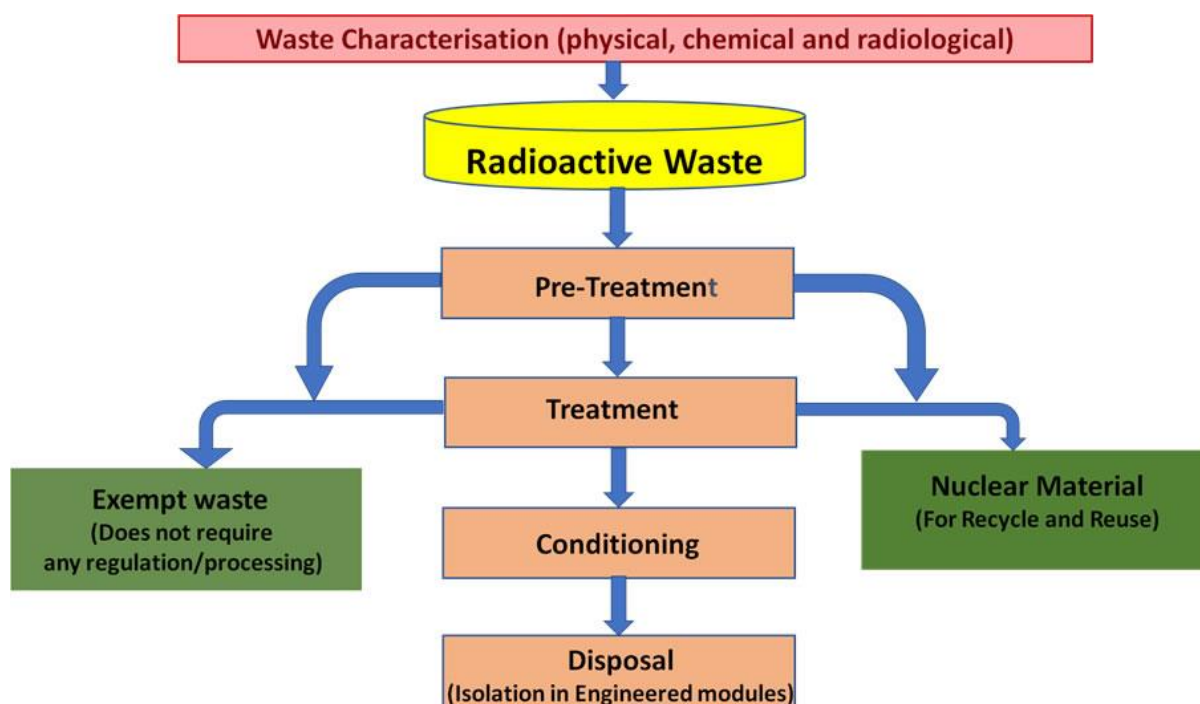 Waste Characterisation (physical, chemical and radiological)
Radioactive Waste
Pre-Treatment
Treatment
Exempt waste
(Does not require
any regulation/processing)
Nuclear Material
(For Recycle and Reuse)
Conditioning
Disposal
(Isolation in Engineered modules)